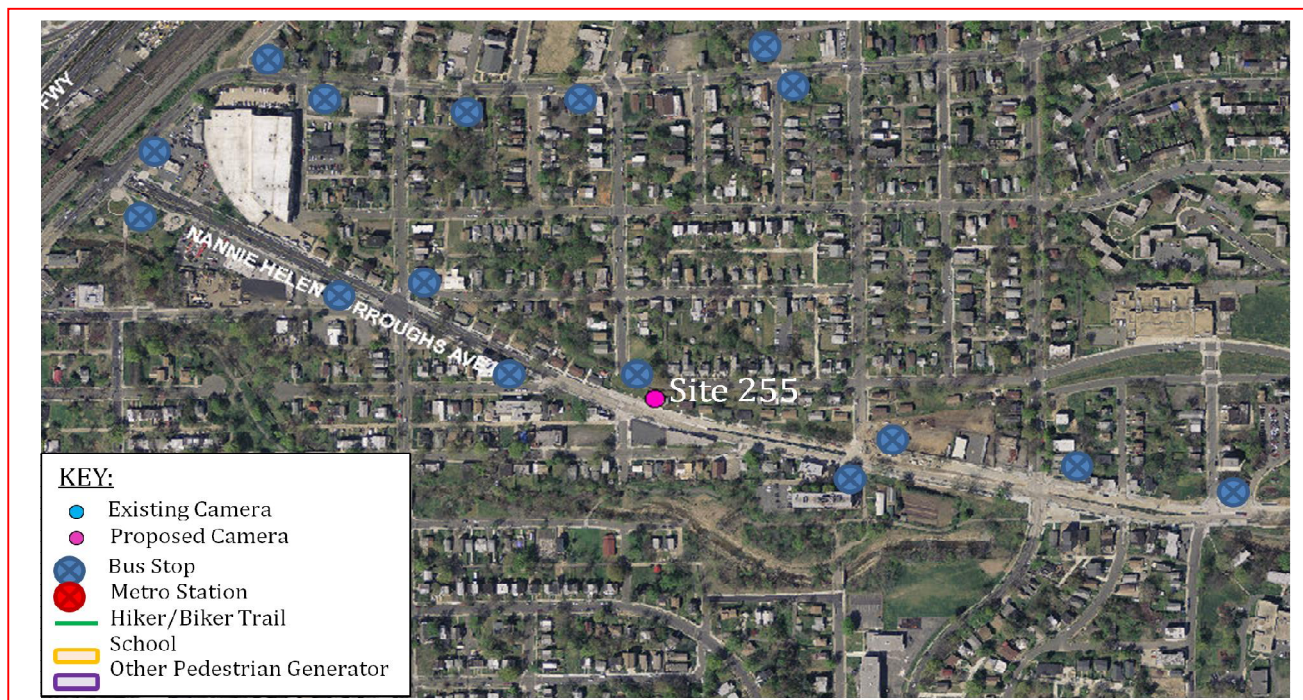 FWY
NANNIE HELEN
RROUGHS AVE
Site 255
KEY:
Existing Camera
Proposed Camera
Bus Stop
Metro Station
Hiker/Biker Trail
School
Other Pedestrian Generator